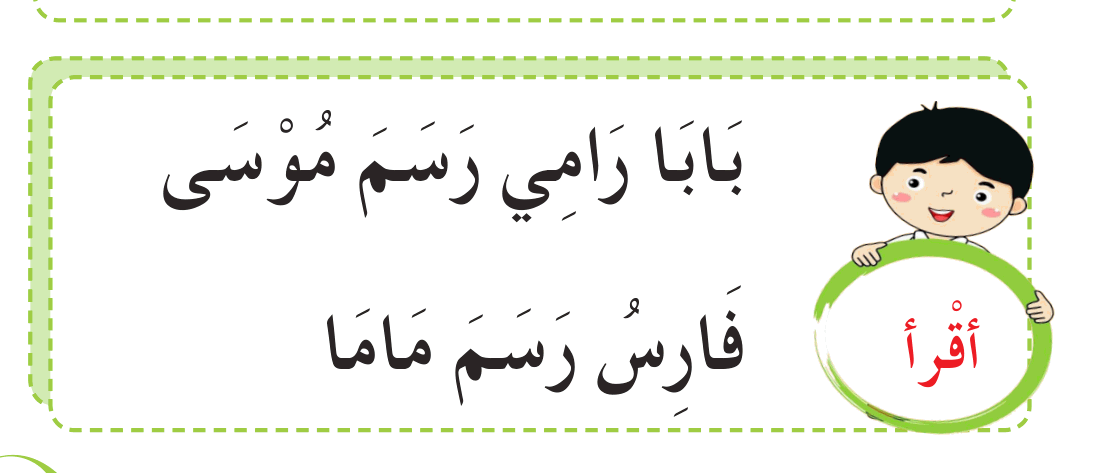 بَابَا رَامِي رَسَمَ مُوْسَى
فَارِسُ رَسَمَ مَامَا
أقْرأ